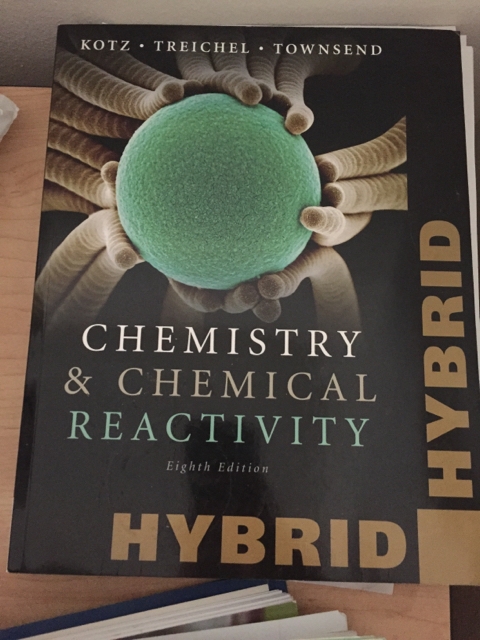 KOTZ • TREICHEL • TOWNSEND
CHEMISTRY
& CHEMICAL
REACTIVITY
Eighth Edition
HYBRID
HYBRID